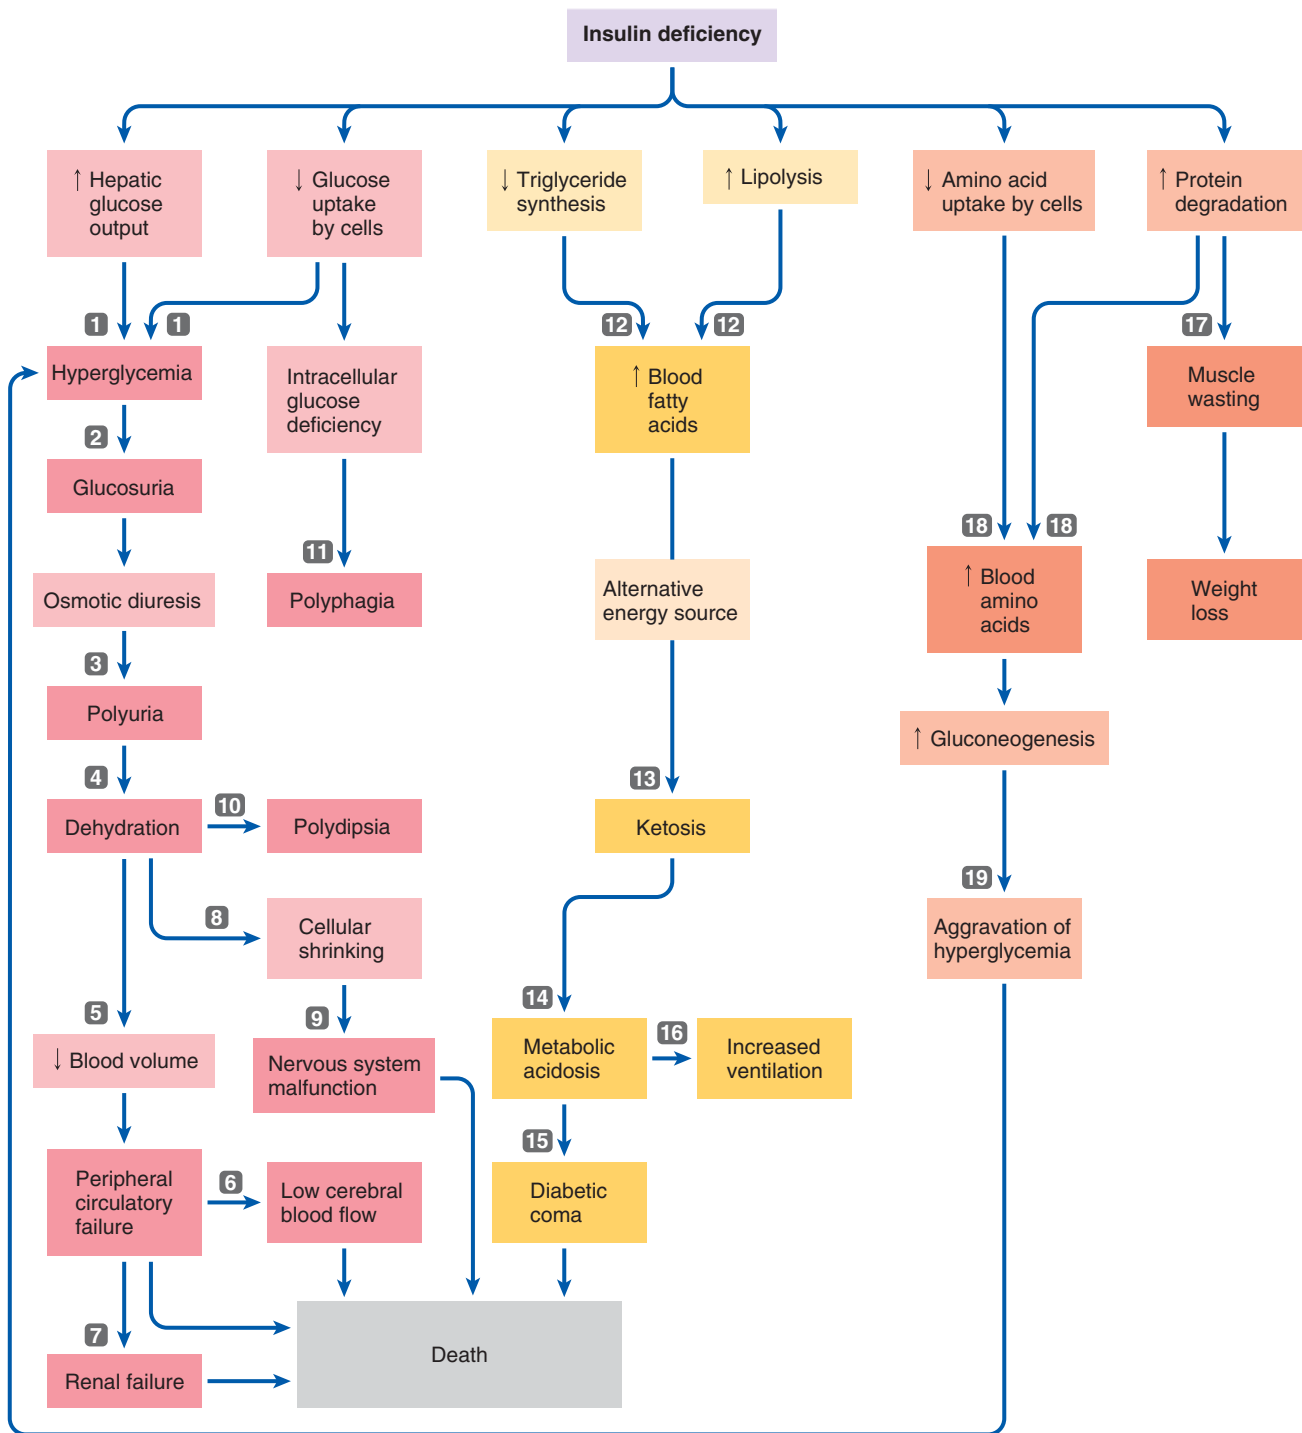 Insulin deficiency
↑ Hepatic
glucose
output
↓ Glucose
uptake
by cells
↓ Triglyceride
synthesis
↑ Lipolysis
↓ Amino acid
uptake by cells
↑ Protein
degradation
1
1
12
12
17
Hyperglycemia
Intracellular
glucose
deficiency
↑ Blood
fatty
acids
Muscle
wasting
2
Glucosuria
11
18
18
Osmotic diuresis
Polyphagia
Alternative
energy source
↑ Blood
amino
acids
Weight
loss
3
Polyuria
↑ Gluconeogenesis
4
10
13
Dehydration
Polydipsia
Ketosis
19
8
Cellular
shrinking
Aggravation of
hyperglycemia
5
9
14
16
↓ Blood volume
Nervous system
malfunction
Metabolic
acidosis
Increased
ventilation
15
Peripheral
circulatory
failure
6
Low cerebral
blood flow
Diabetic
coma
7
Renal failure
Death